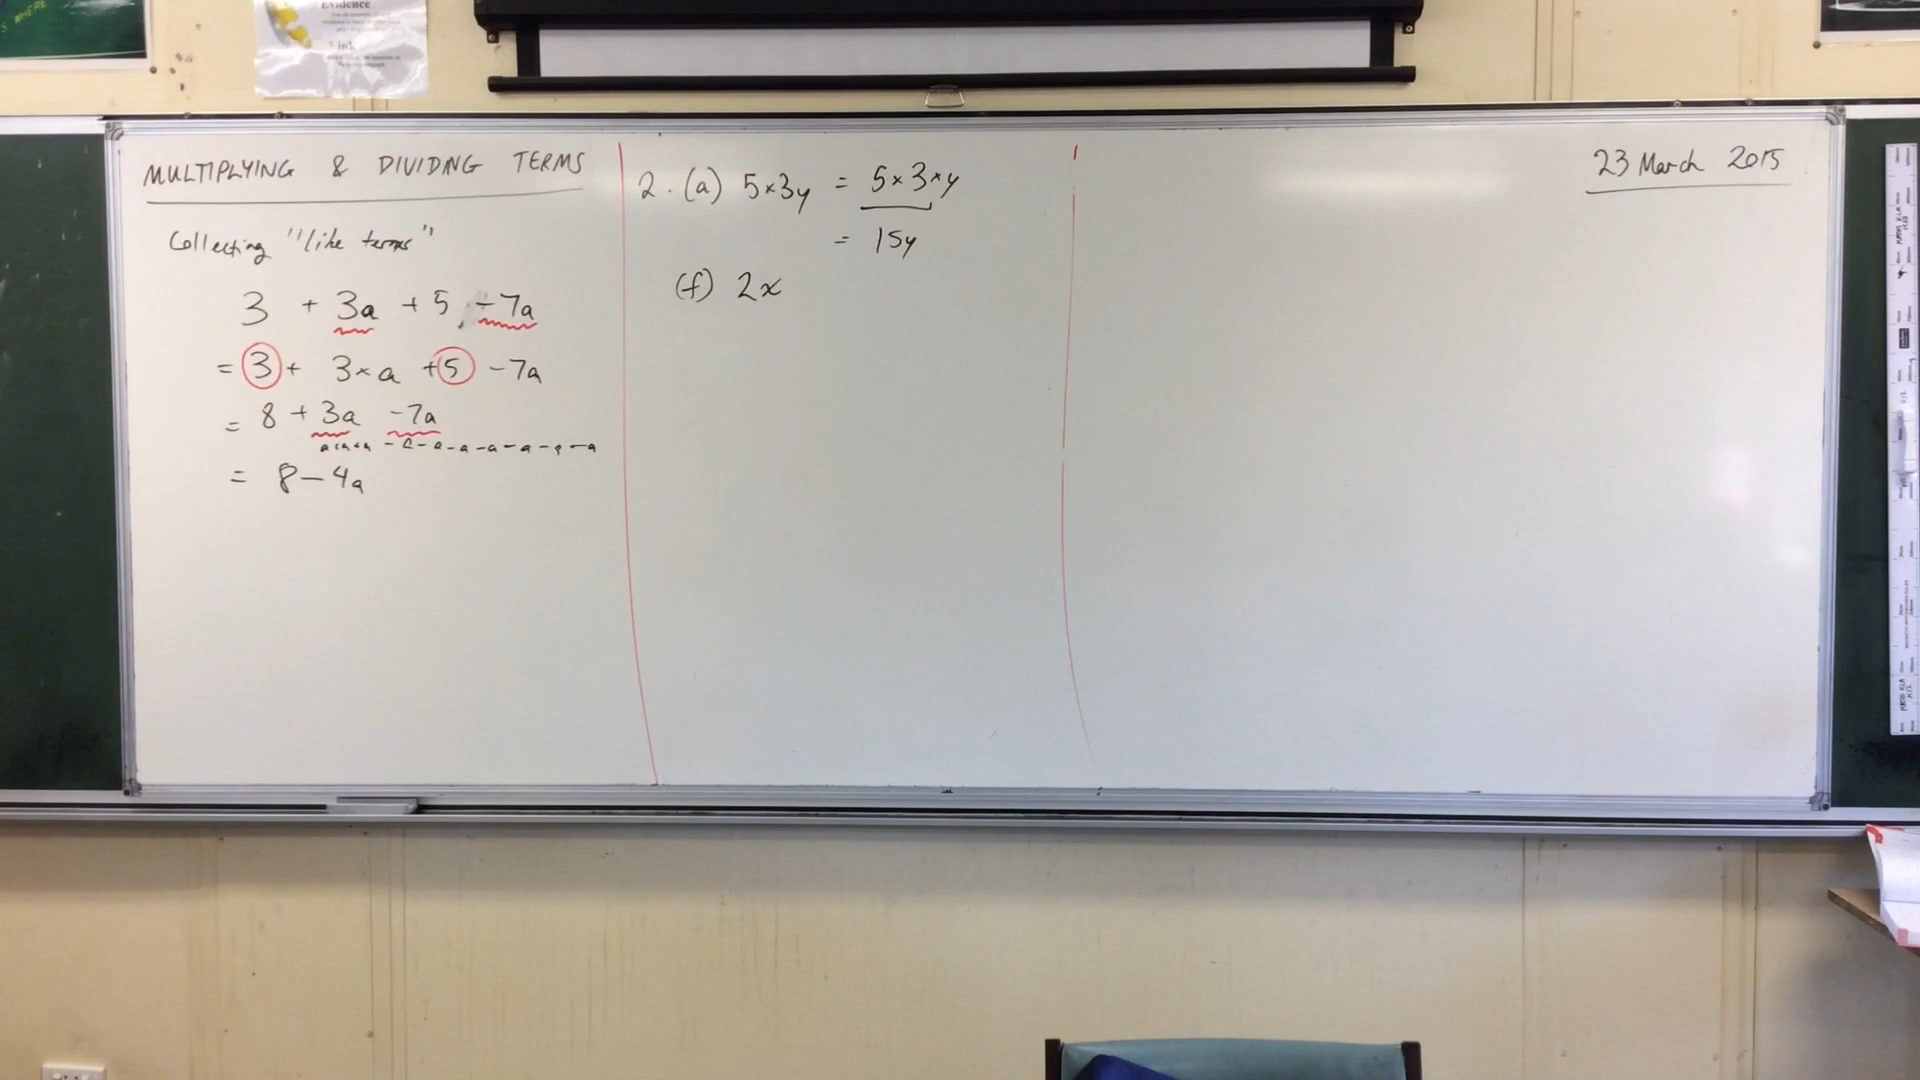 MULTIPLYING & DIVIDING TERMS
Collecting "like terms"
3 + 3a + 5 - 7a
= 3 + 3×a + 5 - 7a
= 8 + 3a - 7a
a+a+a -a-a-a-a-a-a-a
= 8 - 4a
2. (a) 5×3y = 5×3×y
= 15y
(f) 2x
23 March 2015
Evidence